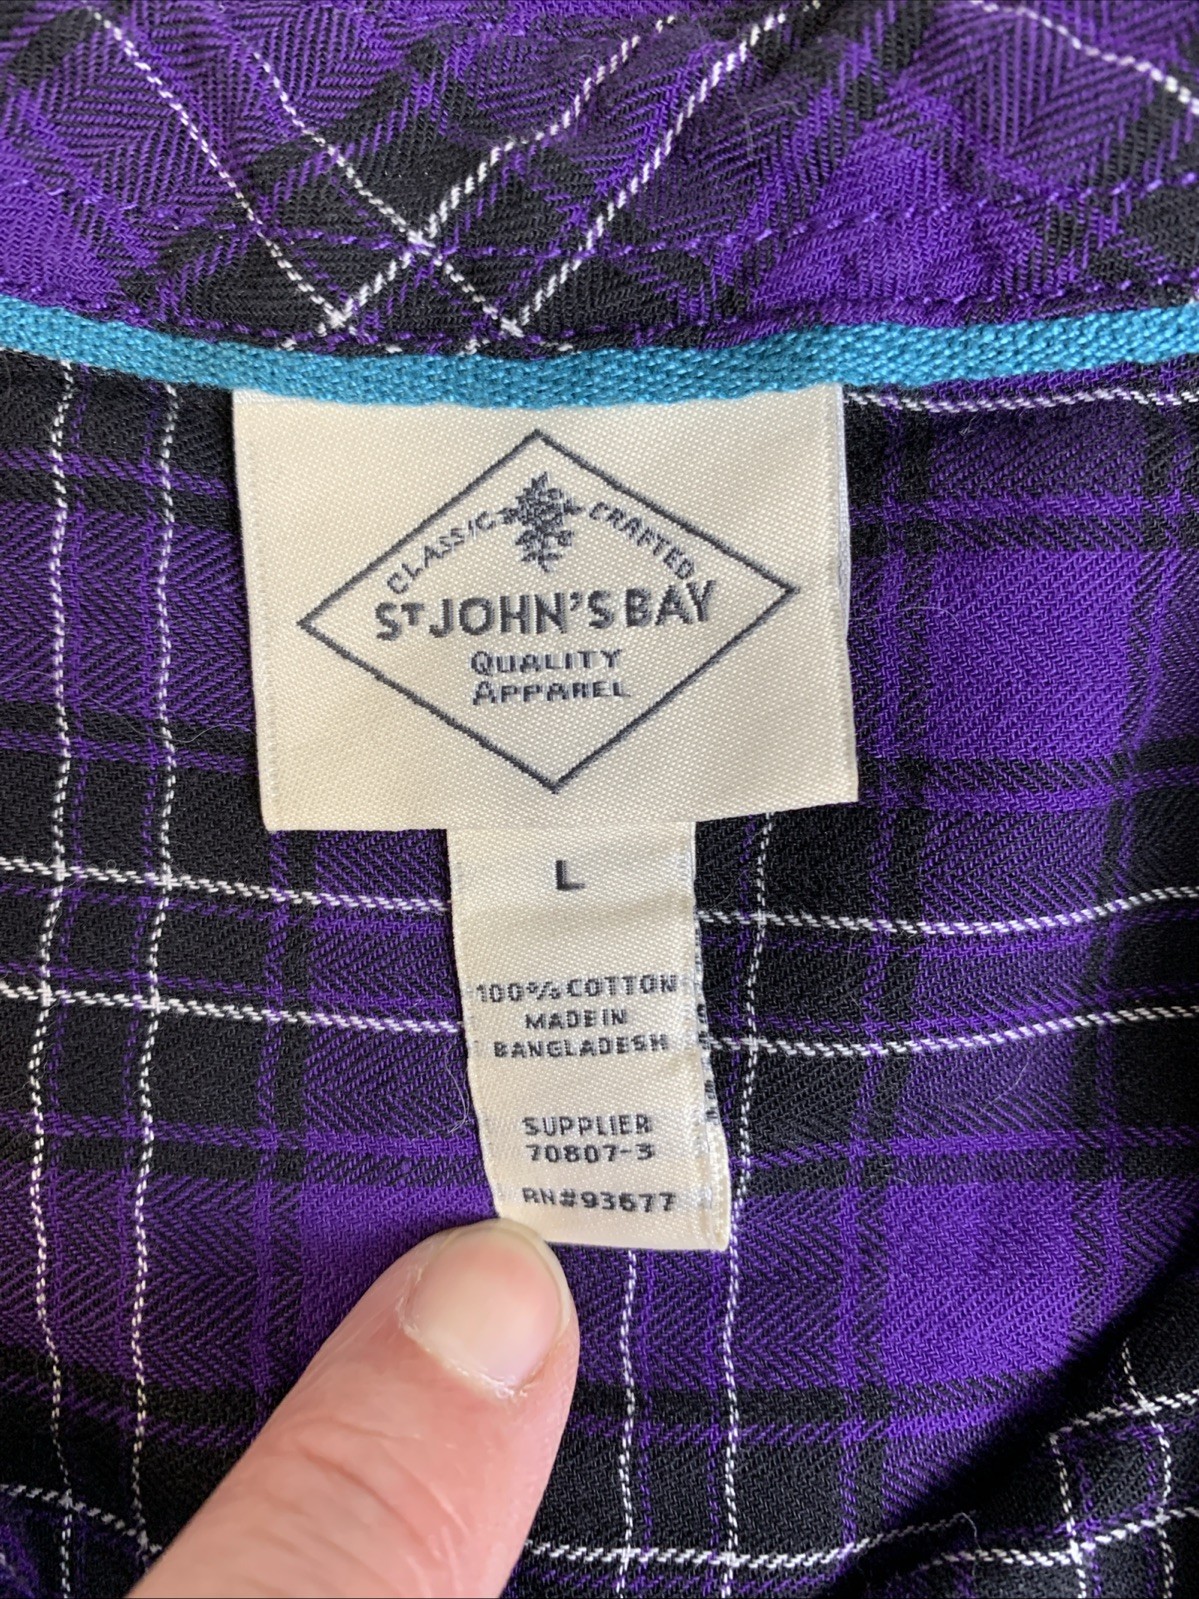 CLASSIC CRAFTED
ST JOHN'S BAY
QUALITY
APPAREL
L
100% COTTON
MADE IN
BANGLADESH
SUPPLIER
70807-3
RN#93677